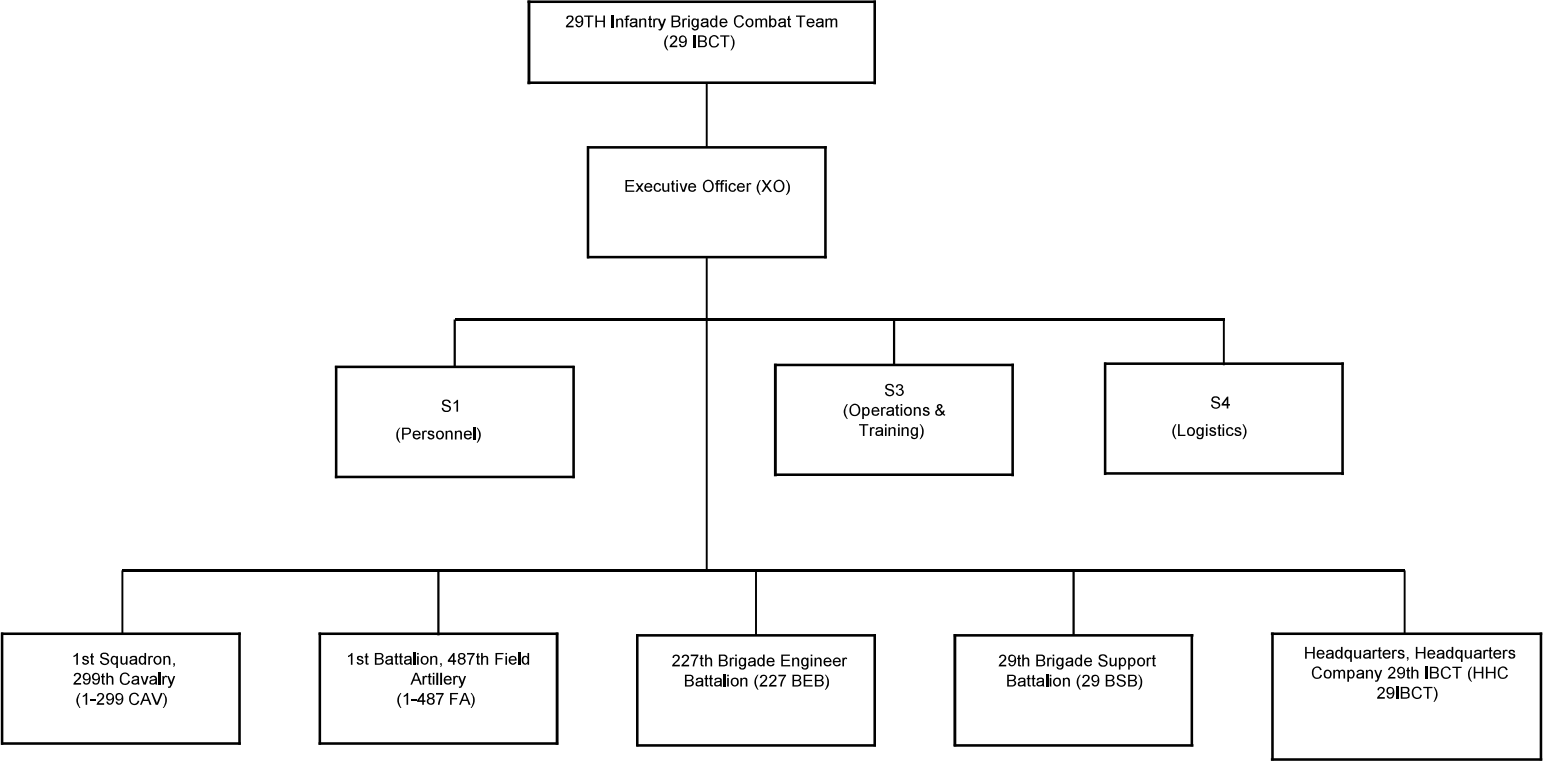 29TH Infantry Brigade Combat Team
(29 IBCT)
Executive Officer (XO)
S1
(Personnel)
S3
(Operations &
Training)
S4
(Logistics)
1st Squadron,
299th Cavalry
(1-299 CAV)
1st Battalion, 487th Field
Artillery
(1-487 FA)
227th Brigade Engineer
Battalion (227 BEB)
29th Brigade Support
Battalion (29 BSB)
Headquarters, Headquarters
Company 29th IBCT (HHC
29IBCT)